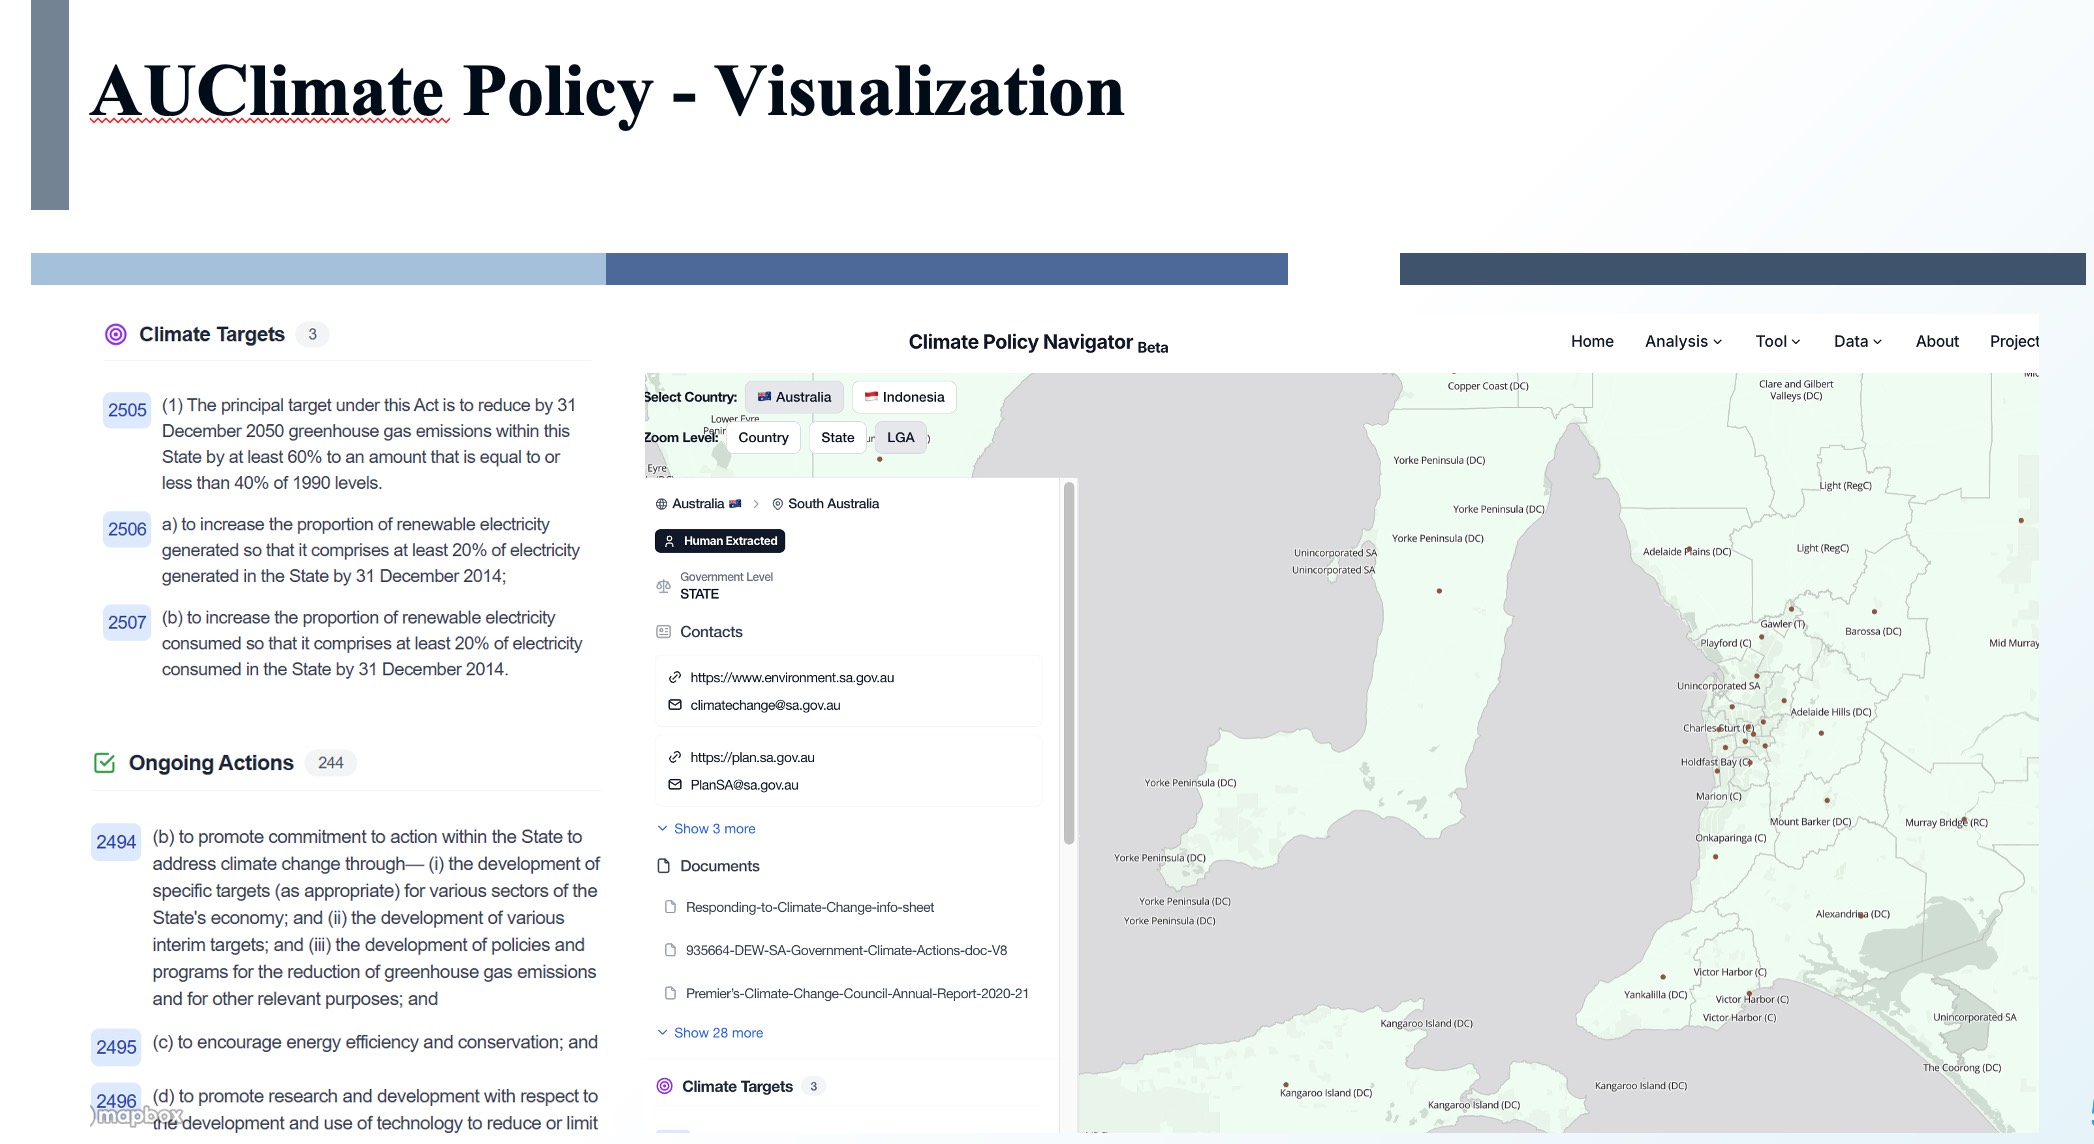 AUClimate Policy - Visualization
Climate Targets 3
2505 (1) The principal target under this Act is to reduce by 31
December 2050 greenhouse gas emissions within this
State by at least 60% to an amount that is equal to or
less than 40% of 1990 levels.
2506 a) to increase the proportion of renewable electricity
generated so that it comprises at least 20% of electricity
generated in the State by 31 December 2014;
2507 (b) to increase the proportion of renewable electricity
consumed so that it comprises at least 20% of electricity
consumed in the State by 31 December 2014.
Ongoing Actions 244
2494 (b) to promote commitment to action within the State to
address climate change through— (i) the development of
specific targets (as appropriate) for various sectors of the
State's economy; and (ii) the development of various
interim targets; and (iii) the development of policies and
programs for the reduction of greenhouse gas emissions
and for other relevant purposes; and
2495 (c) to encourage energy efficiency and conservation; and
2496 (d) to promote research and development with respect to
the development and use of technology to reduce or limit
mapbox
Climate Policy Navigator Beta
Home Analysis Tool Data About Project
Select Country: Australia Indonesia
Lower Eyre
Zoom Level: Country State LGA
Eyre
Australia > South Australia
Human Extracted
Government Level
STATE
Contacts
https://www.environment.sa.gov.au
climatechange@sa.gov.au
https://plan.sa.gov.au
PlanSA@sa.gov.au
Show 3 more
Documents
Responding-to-Climate-Change-info-sheet
935664-DEW-SA-Government-Climate-Actions-doc-V8
Premier's-Climate-Change-Council-Annual-Report-2020-21
Show 28 more
Climate Targets 3
Copper Coast (DC)
Clare and Gilbert
Valleys (DC)
Yorke Peninsula (DC)
Light (RegC)
Yorke Peninsula (DC)
Yorke Peninsula (DC)
Unincorporated SA
Unincorporated SA
Adelaide Plains (DC)
Light (RegC)
Gawler (T)
Barossa (DC)
Playford (C)
Mid Murray
Unincorporated SA
Adelaide Hills (DC)
Charles Sturt (C)
Holdfast Bay (C)
Yorke Peninsula (DC)
Marion (C)
Mount Barker (DC)
Murray Bridge (RC)
Onkaparinga (C)
Yorke Peninsula (DC)
Yorke Peninsula (DC)
Yorke Peninsula (DC)
Alexandrina (DC)
Victor Harbor (C)
Yankalilla (DC)
Victor Harbor (C)
Victor Harbor (C)
Unincorporated SA
Kangaroo Island (DC)
The Coorong (DC)
Kangaroo Island (DC)
Kangaroo Island (DC)
Kangaroo Island (DC)